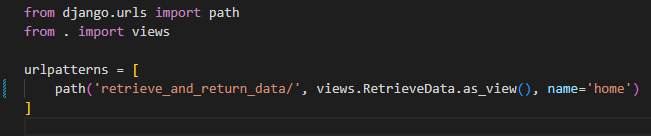 from django.urls import path
from . import views
urlpatterns = [
    path('retrieve_and_return_data/', views.RetrieveData.as_view(), name='home')
]